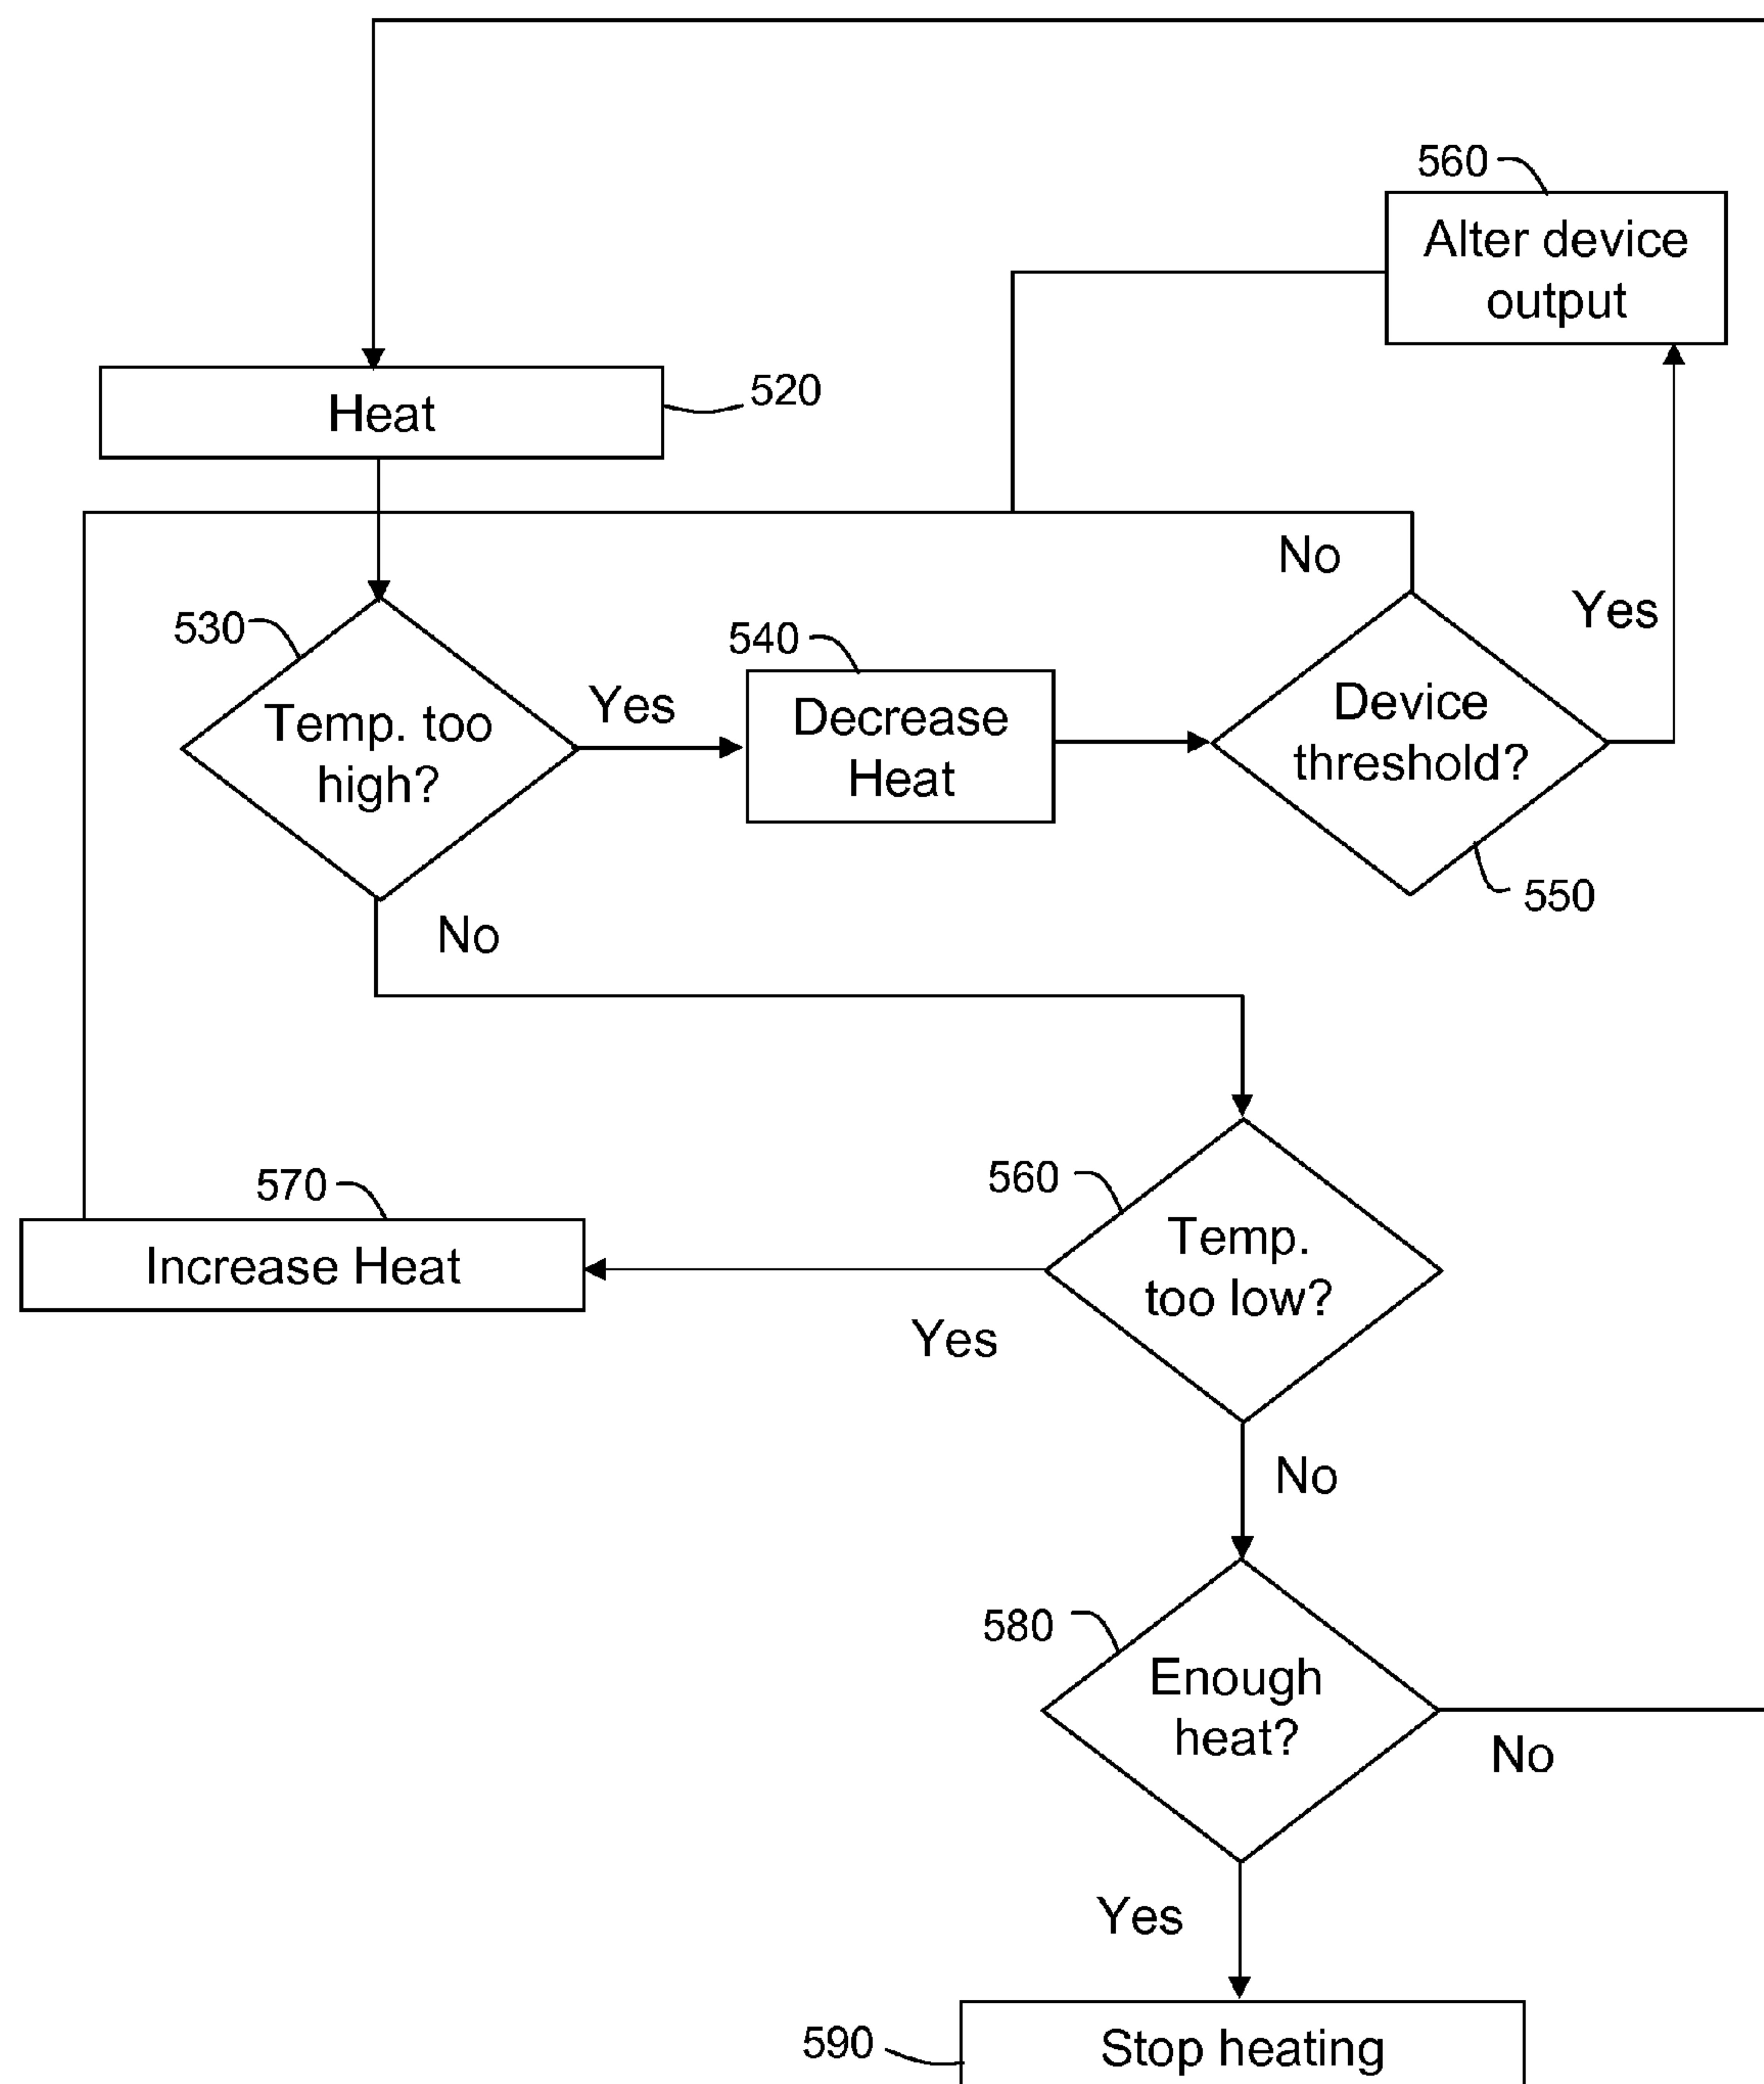 560
Alter device
output
Heat
520
No
Yes
530
Temp. too
high?
Yes
540
Decrease
Heat
Device
threshold?
550
No
560
Temp.
too low?
570
Increase Heat
Yes
No
580
Enough
heat?
No
Yes
590
Stop heating